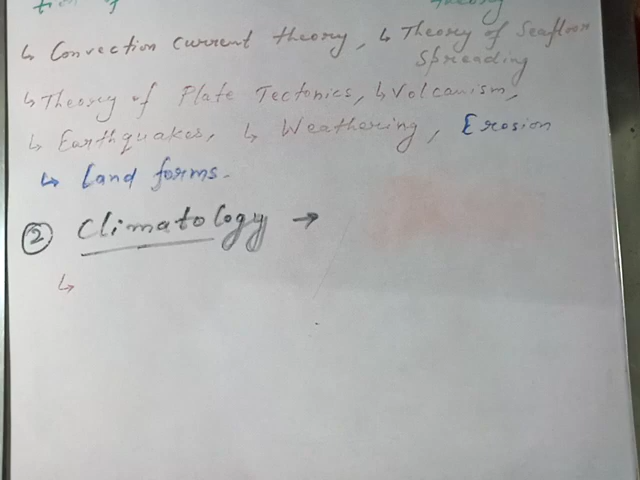 ↳ Convection current theory, ↳ Theory of Seafloor
Spreading
↳ Theory of Plate Tectonics, ↳ Volcanism,
↳ Earthquakes, ↳ Weathering, Erosion
↳ Land forms.
② Climatology →
↳